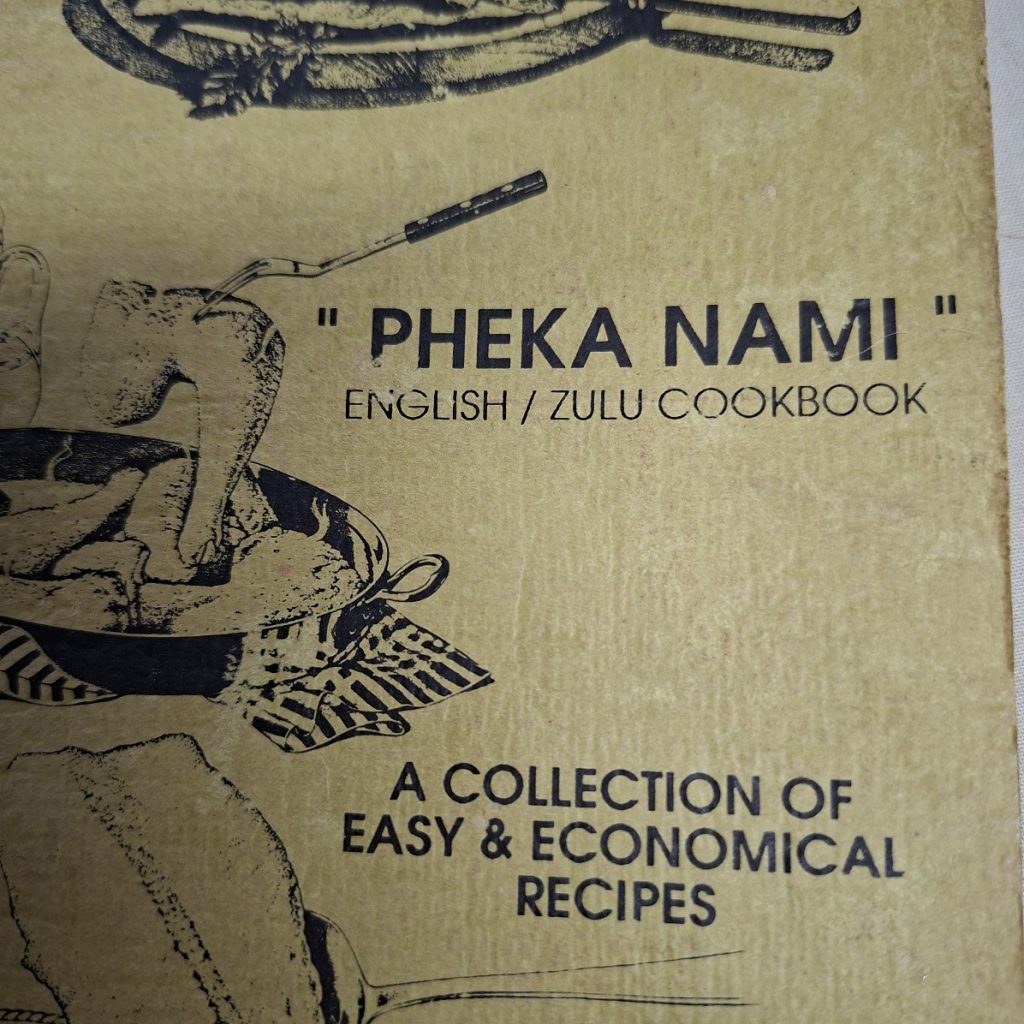 " PHEKA NAMI "
ENGLISH / ZULU COOKBOOK
A COLLECTION OF
EASY & ECONOMICAL
RECIPES